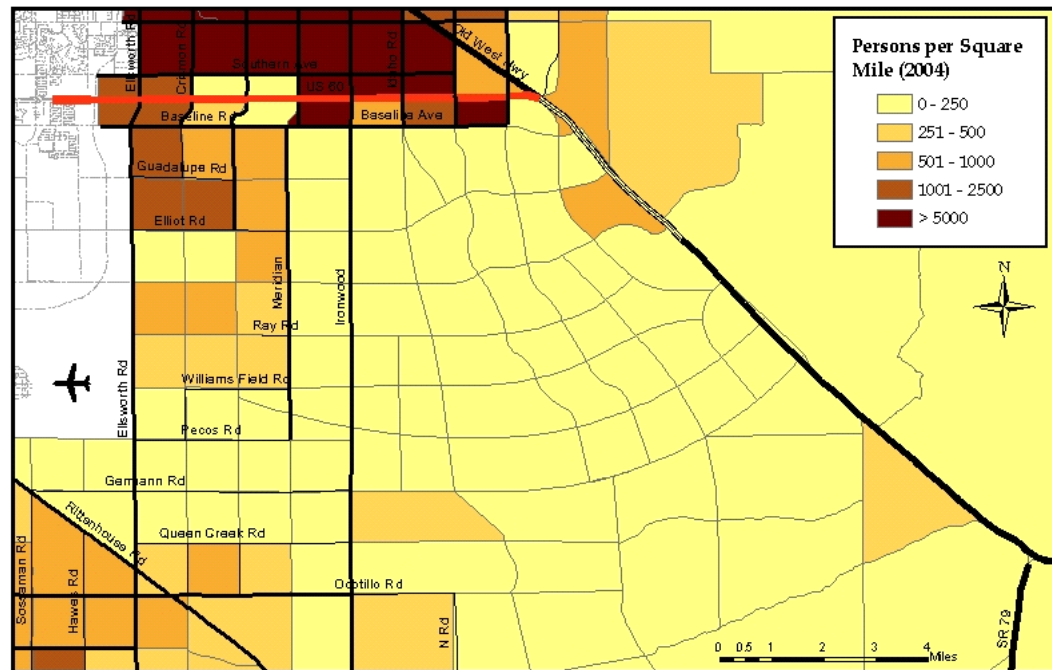 Ellsworth Rd
Crismon Rd
Idaho Rd
Old West Hwy
Southern Ave
US 60
Baseline Rd
Baseline Ave
Guadalupe Rd
Elliot Rd
Meridian
Ironwood
Ray Rd
Williams Field Rd
Ellsworth Rd
Pecos Rd
Germann Rd
Rittenhouse Rd
Queen Creek Rd
Ocotillo Rd
Sossaman Rd
Hawes Rd
N Rd
SR 79
Persons per Square
Mile (2004)
0 - 250
251 - 500
501 - 1000
1001 - 2500
> 5000
N
0 0.5 1 2 3 4
Miles